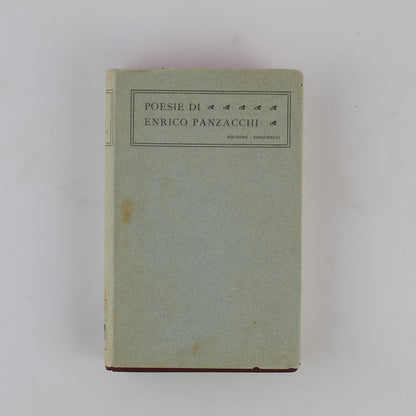 POESIE DI
ENRICO PANZACCHI
BOLOGNA - ZANICHELLI